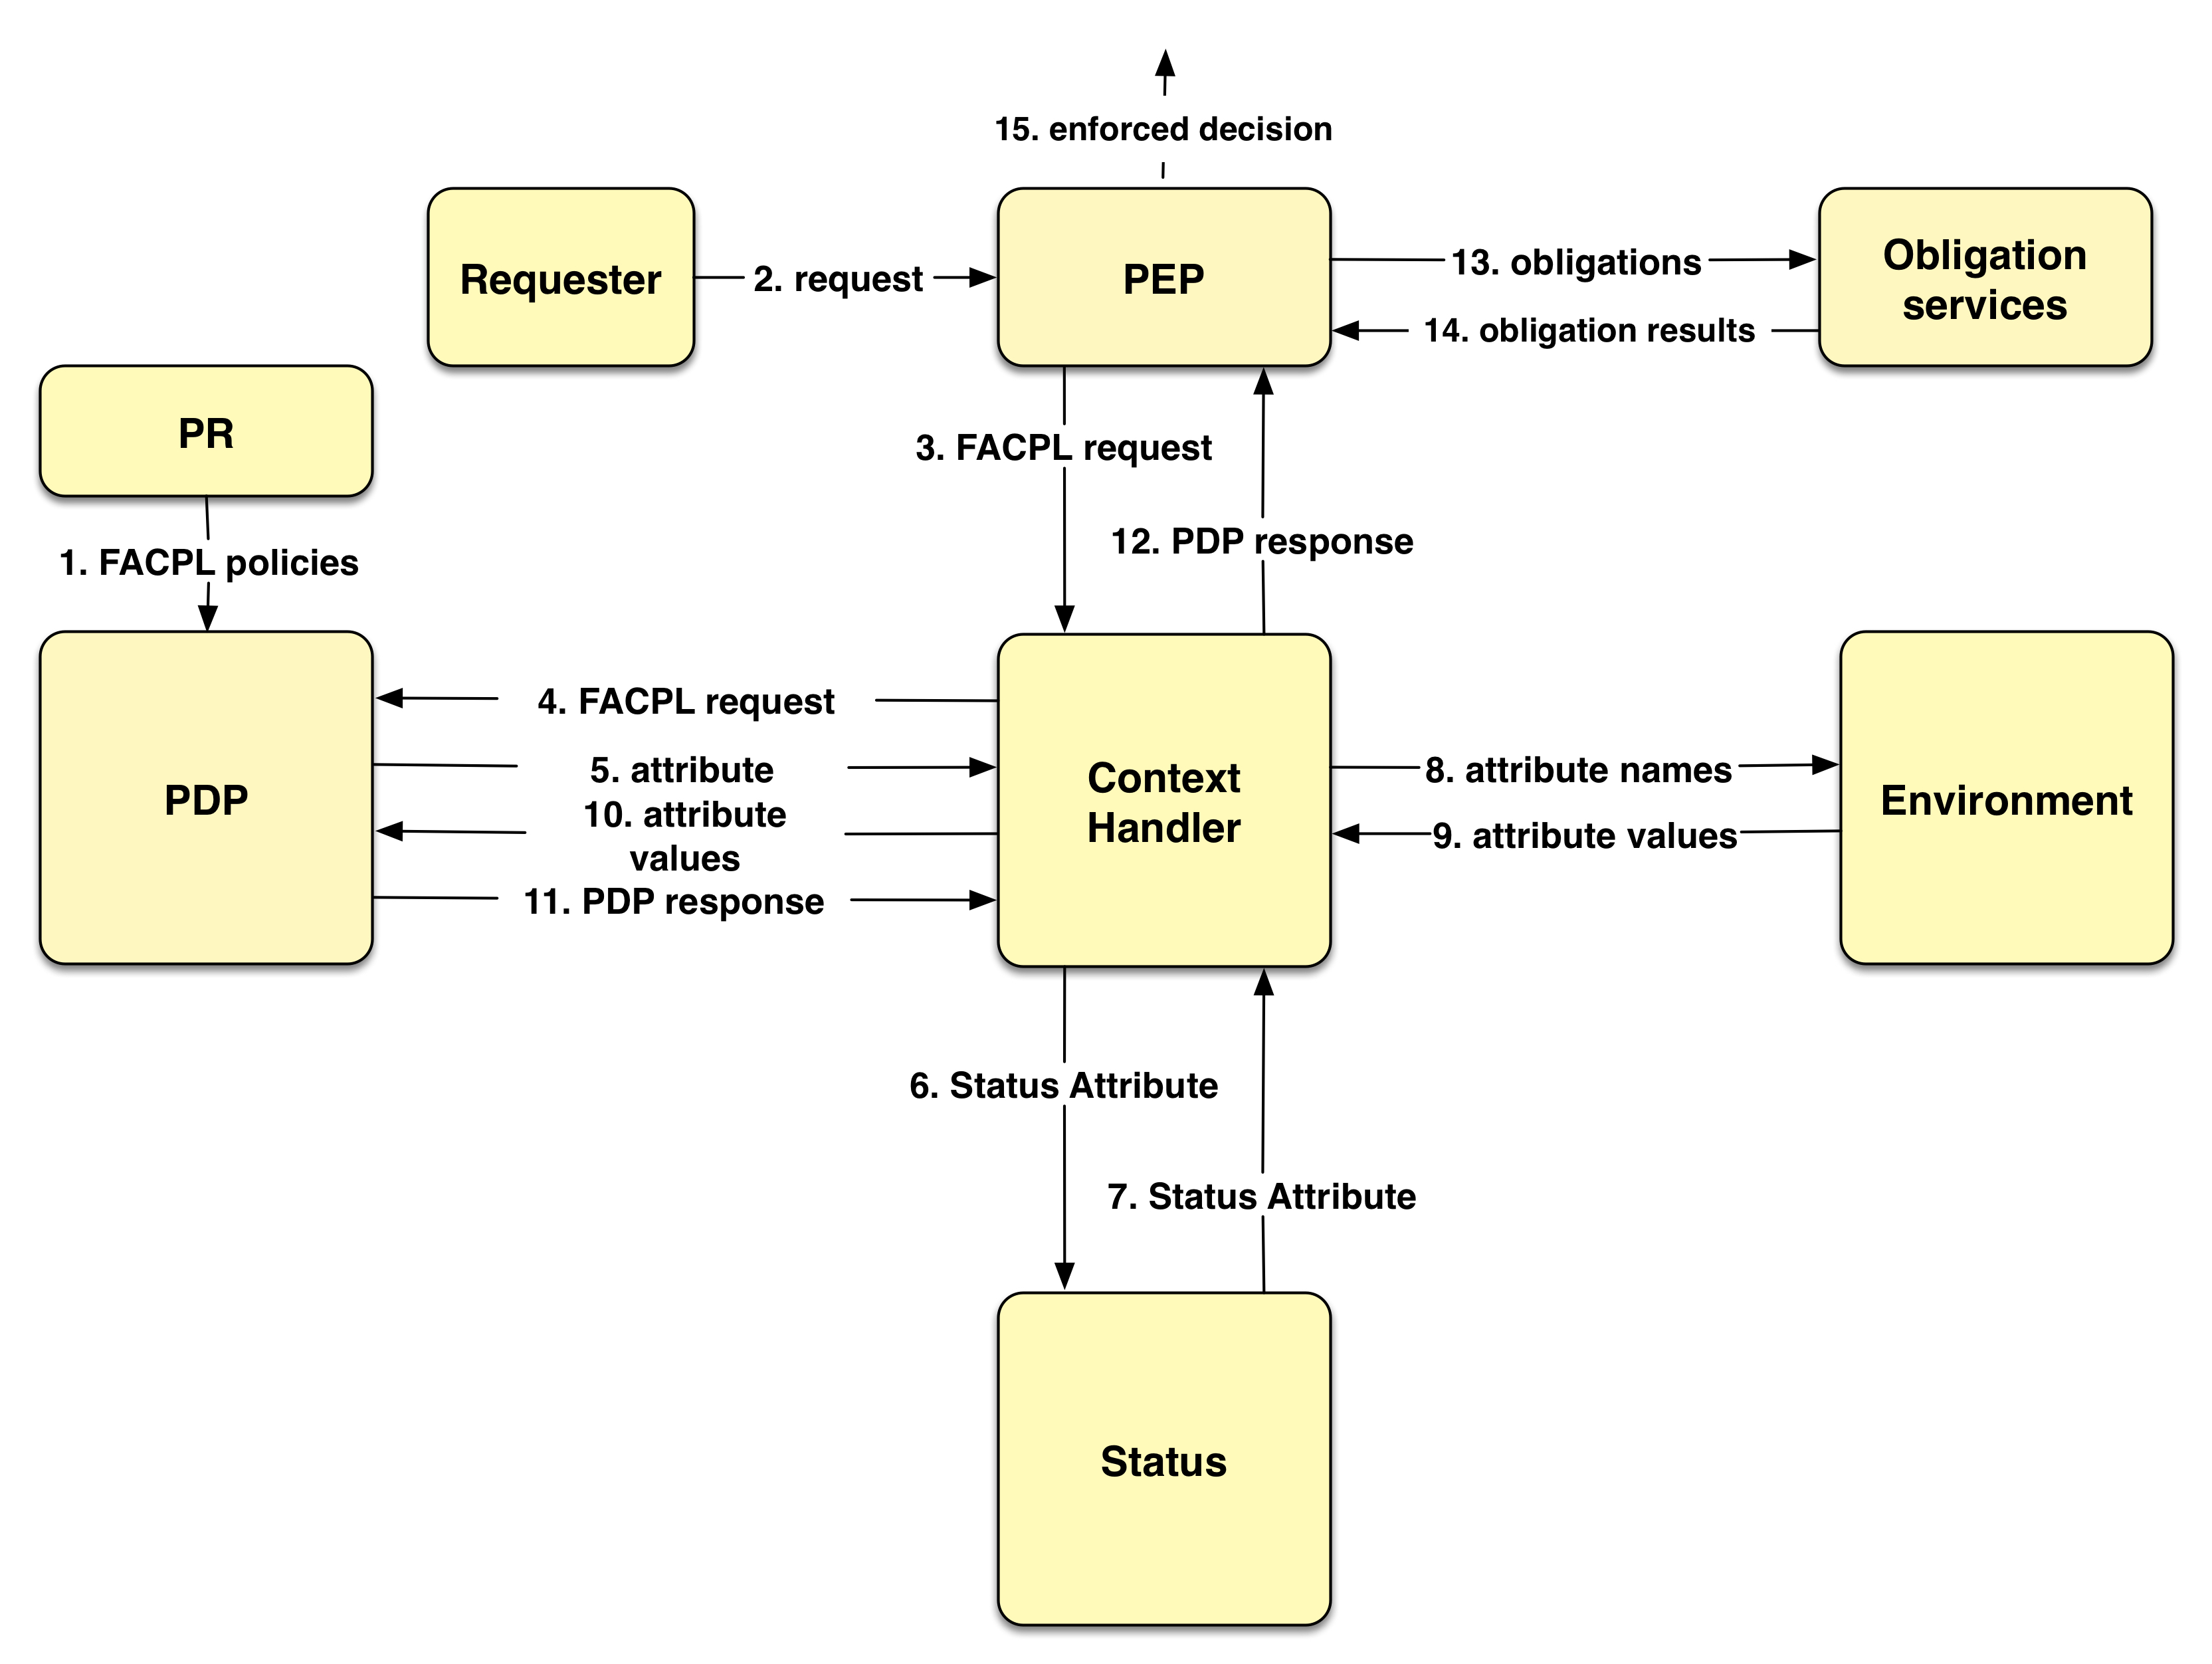 15. enforced decision
Requester
2. request
PEP
13. obligations
14. obligation results
Obligation
services
PR
3. FACPL request
12. PDP response
1. FACPL policies
PDP
4. FACPL request
5. attribute
10. attribute
values
11. PDP response
Context
Handler
8. attribute names
9. attribute values
Environment
6. Status Attribute
7. Status Attribute
Status